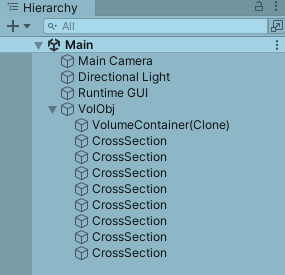 Hierarchy
All
Main
Main Camera
Directional Light
Runtime GUI
VolObj
VolumeContainer(Clone)
CrossSection
CrossSection
CrossSection
CrossSection
CrossSection
CrossSection
CrossSection
CrossSection